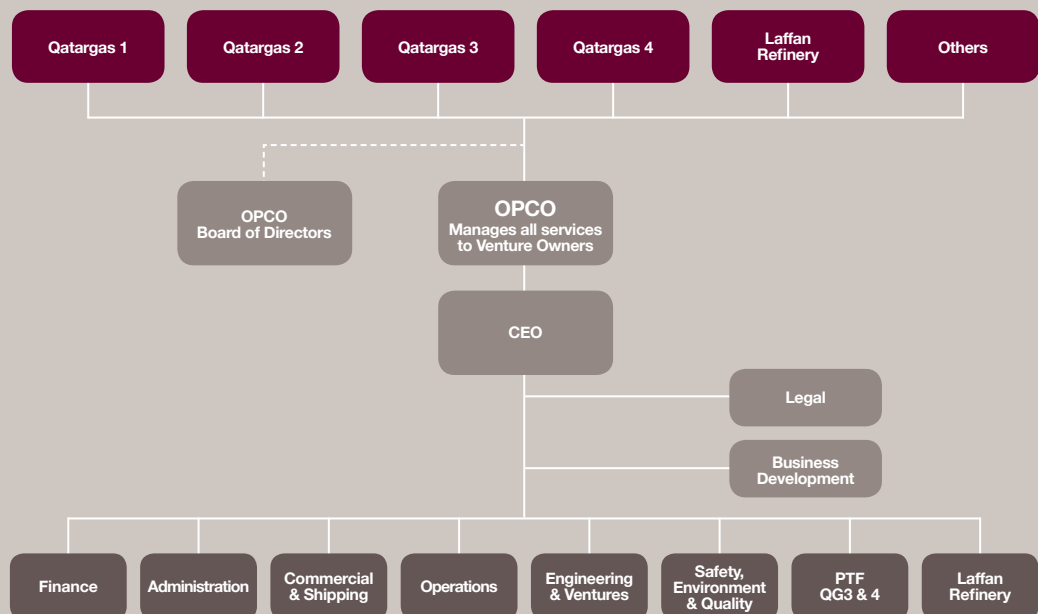 Qatargas 1
Qatargas 2
Qatargas 3
Qatargas 4
Laffan
Refinery
Others
OPCO
Board of Directors
OPCO
Manages all services
to Venture Owners
CEO
Legal
Business
Development
Finance
Administration
Commercial
& Shipping
Operations
Engineering
& Ventures
Safety,
Environment
& Quality
PTF
QG3 & 4
Laffan
Refinery